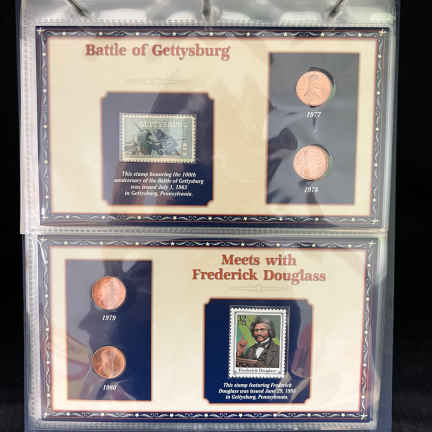 Battle of Gettysburg
This stamp honoring the 100th
anniversary of the Battle of Gettysburg
was issued July 1, 1963
in Gettysburg, Pennsylvania.
1977
1978
Meets with
Frederick Douglass
1979
1980
32
Frederick Douglass
This stamp featuring Frederick
Douglass was issued June 29, 1995
in Gettysburg, Pennsylvania.